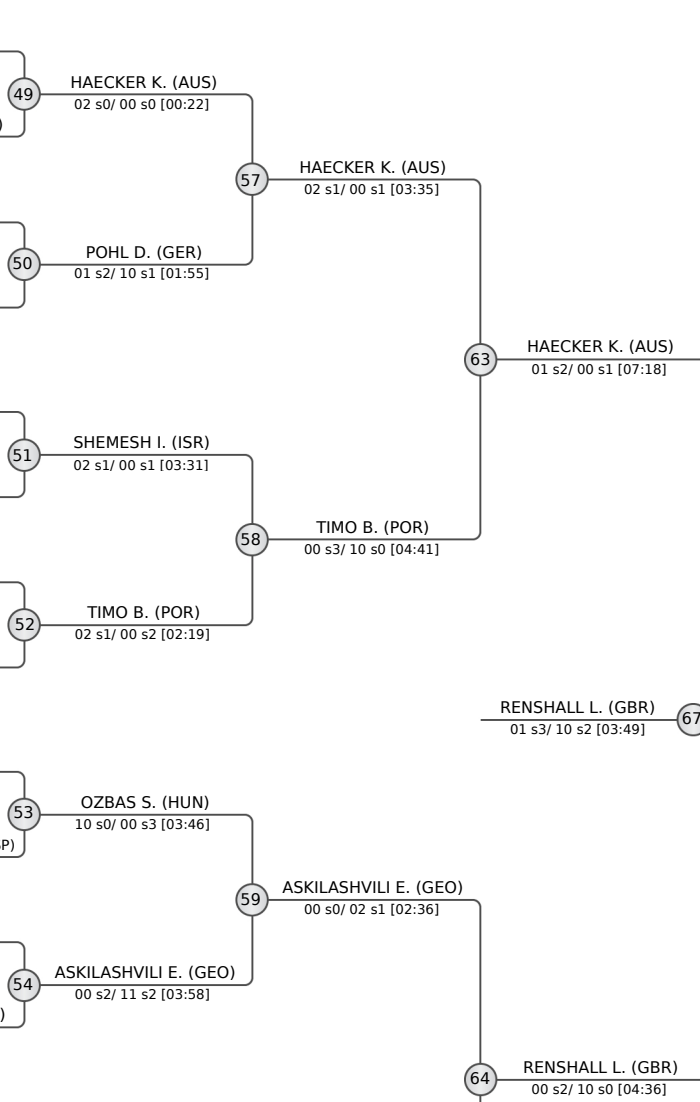 HAECKER K. (AUS)
49
02 s0/ 00 s0 [00:22]
)
HAECKER K. (AUS)
57
02 s1/ 00 s1 [03:35]
POHL D. (GER)
50
01 s2/ 10 s1 [01:55]
HAECKER K. (AUS)
63
01 s2/ 00 s1 [07:18]
SHEMESH I. (ISR)
51
02 s1/ 00 s1 [03:31]
TIMO B. (POR)
58
00 s3/ 10 s0 [04:41]
TIMO B. (POR)
52
02 s1/ 00 s2 [02:19]
RENSHALL L. (GBR)
67
01 s3/ 10 s2 [03:49]
OZBAS S. (HUN)
53
10 s0/ 00 s3 [03:46]
P)
ASKILASHVILI E. (GEO)
59
00 s0/ 02 s1 [02:36]
ASKILASHVILI E. (GEO)
54
00 s2/ 11 s2 [03:58]
)
RENSHALL L. (GBR)
64
00 s2/ 10 s0 [04:36]